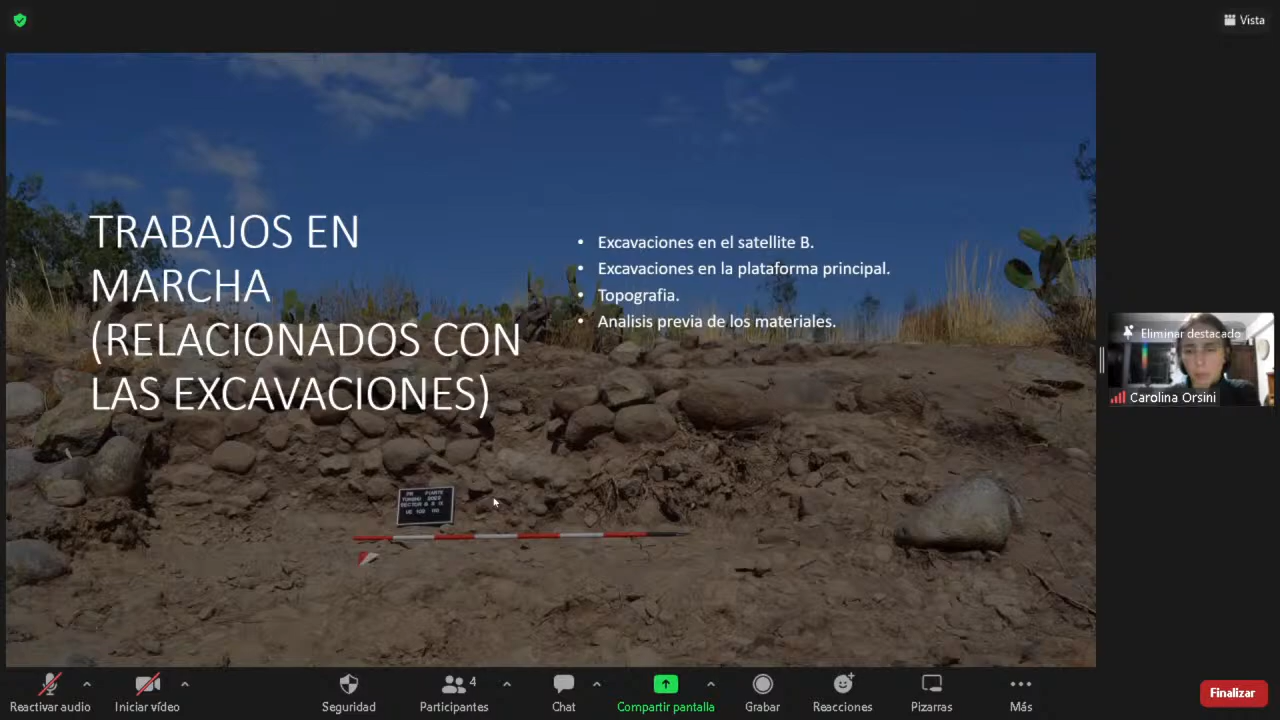 Vista
TRABAJOS EN
MARCHA
(RELACIONADOS CON
LAS EXCAVACIONES)
• Excavaciones en el satellite B.
• Excavaciones en la plataforma principal.
• Topografia.
• Analisis previa de los materiales.
Eliminar destacado
Carolina Orsini
Reactivar audio
Iniciar vídeo
Seguridad
4
Participantes
Chat
Compartir pantalla
Grabar
Reacciones
Pizarras
Más
Finalizar